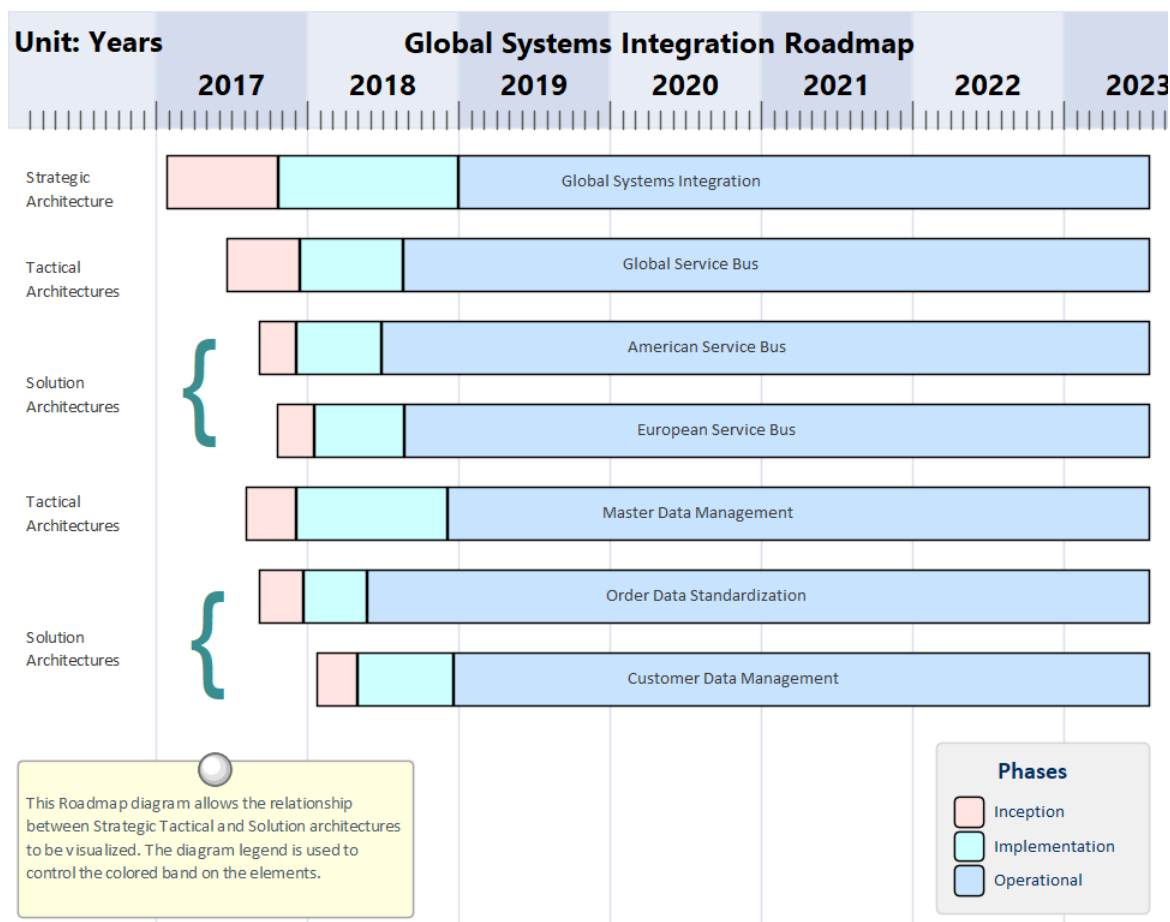 Unit: Years
Global Systems Integration Roadmap
2017 2018 2019 2020 2021 2022 2023
Strategic
Architecture
Global Systems Integration
Tactical
Architectures
Global Service Bus
American Service Bus
Solution
Architectures
European Service Bus
Tactical
Architectures
Master Data Management
Order Data Standardization
Solution
Architectures
Customer Data Management
This Roadmap diagram allows the relationship
between Strategic Tactical and Solution architectures
to be visualized. The diagram legend is used to
control the colored band on the elements.
Phases
Inception
Implementation
Operational